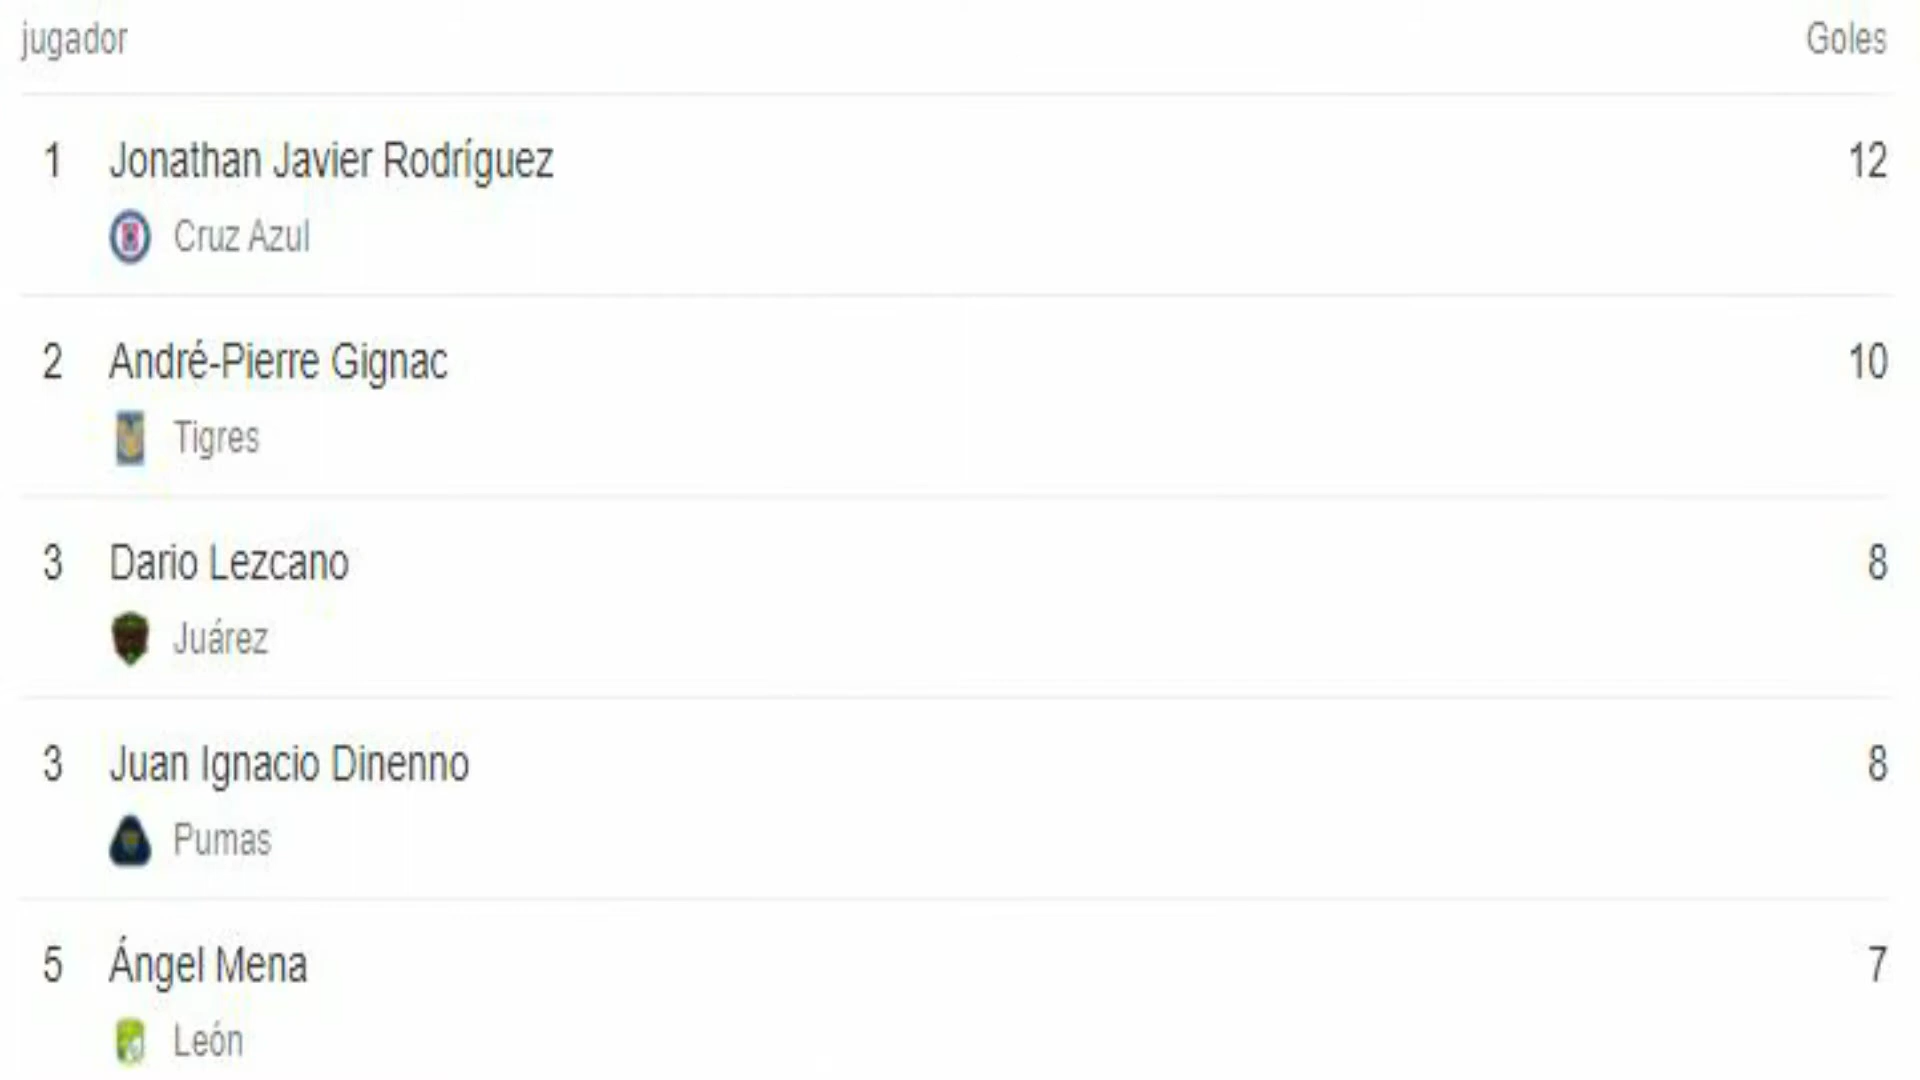 jugador Goles
1 Jonathan Javier Rodríguez 12
Cruz Azul
2 André-Pierre Gignac 10
Tigres
3 Dario Lezcano 8
Juárez
3 Juan Ignacio Dinenno 8
Pumas
5 Ángel Mena 7
León